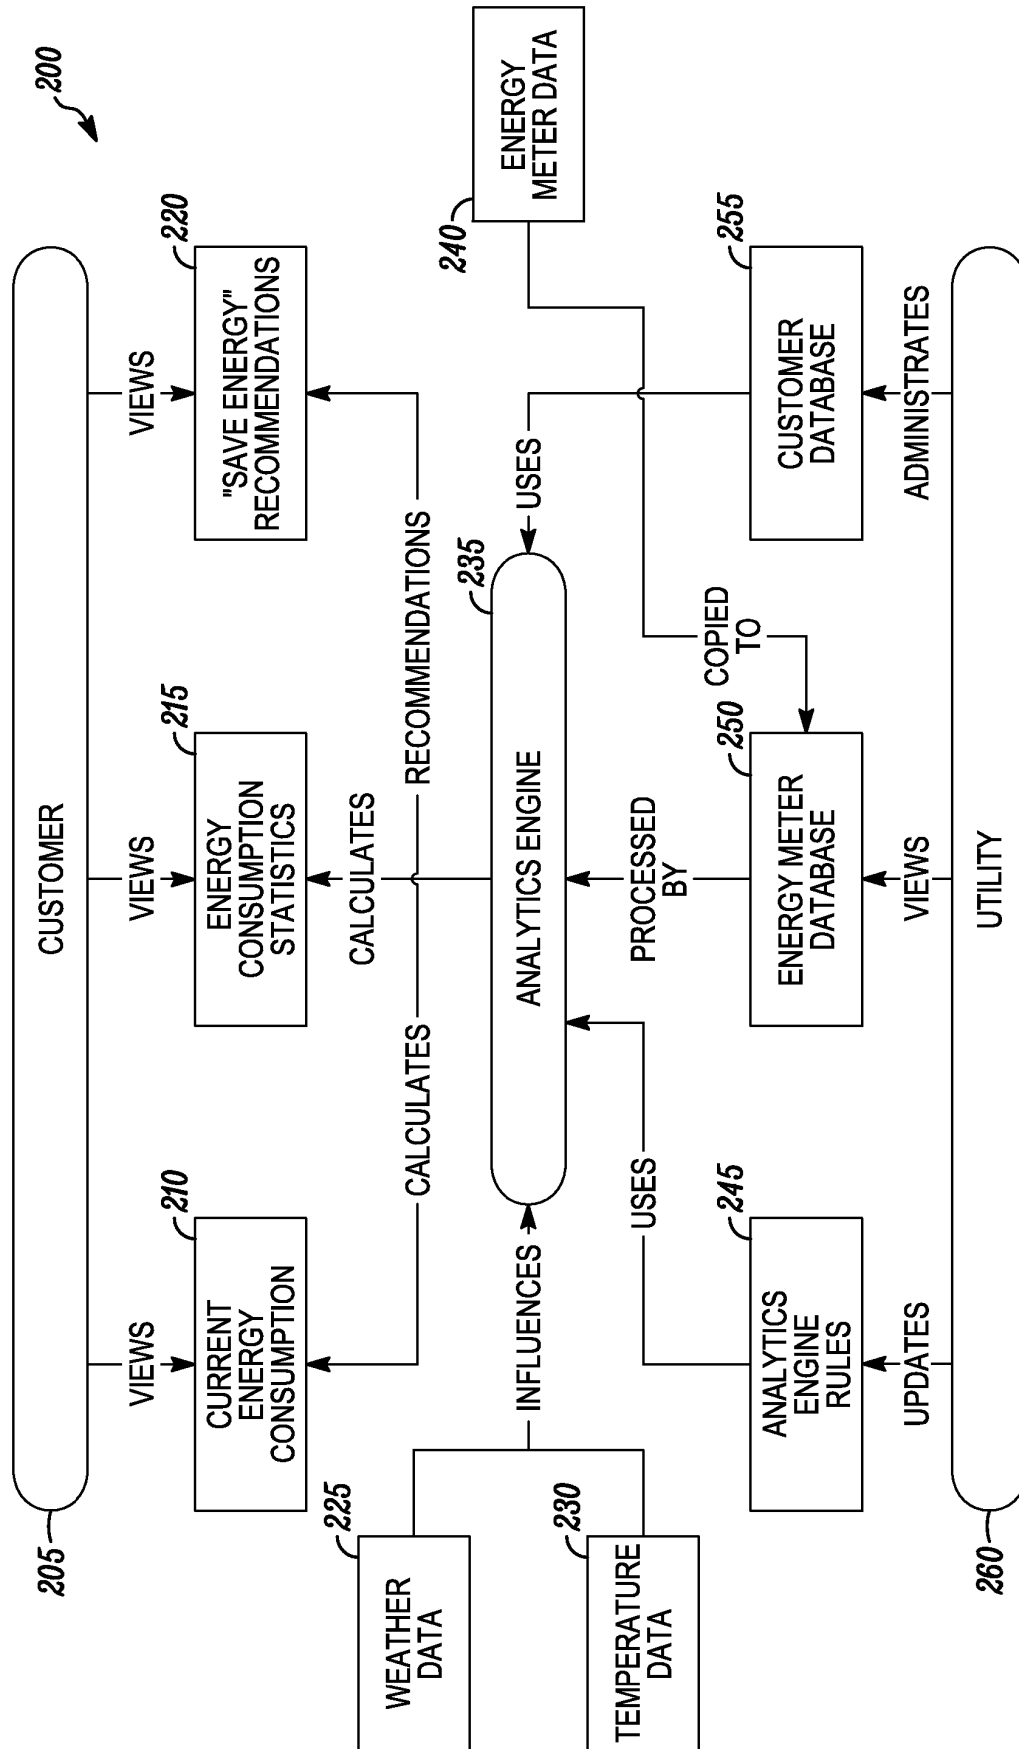 200
CUSTOMER
205
VIEWS
VIEWS
VIEWS
210
CURRENT
ENERGY
CONSUMPTION
215
ENERGY
CONSUMPTION
STATISTICS
220
"SAVE ENERGY"
RECOMMENDATIONS
225
WEATHER
DATA
CALCULATES
CALCULATES
RECOMMENDATIONS
240
ENERGY
METER DATA
INFLUENCES
235
ANALYTICS ENGINE
USES
230
TEMPERATURE
DATA
USES
PROCESSED
BY
COPIED
TO
245
ANALYTICS
ENGINE
RULES
250
ENERGY METER
DATABASE
255
CUSTOMER
DATABASE
UPDATES
VIEWS
ADMINISTRATES
260
UTILITY